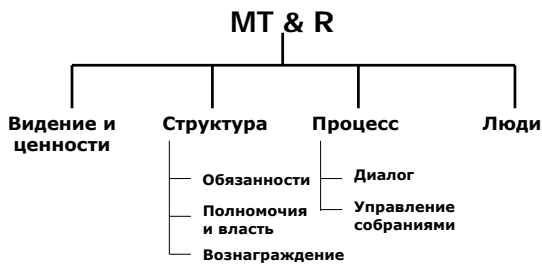 MT & R
Видение и
ценности
Структура
Процесс
Люди
Обязанности
Полномочия
и власть
Вознаграждение
Диалог
Управление
собраниями